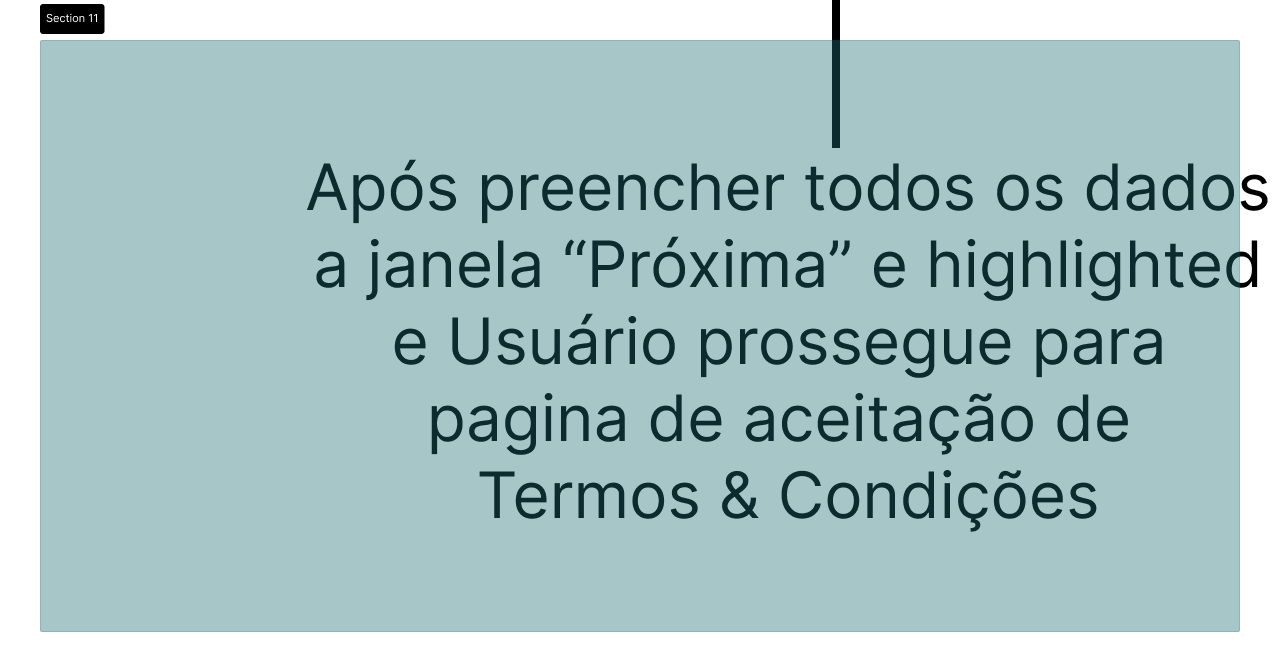 Section 11
Após preencher todos os dados
a janela “Próxima” e highlighted
e Usuário prossegue para
pagina de aceitação de
Termos & Condições